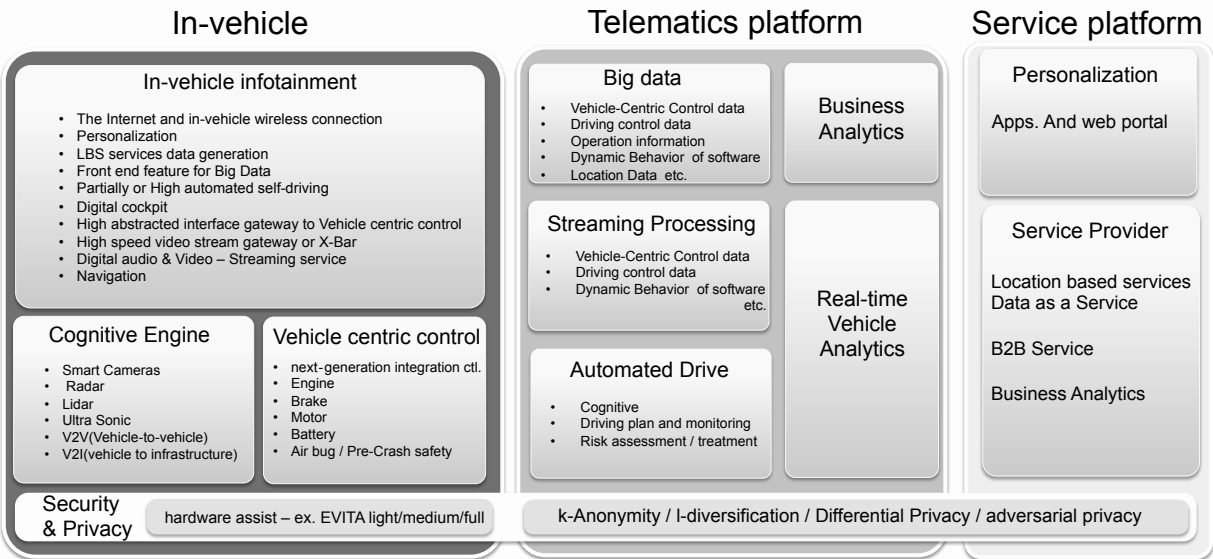 In-vehicle
In-vehicle infotainment
• The Internet and in-vehicle wireless connection
• Personalization
• LBS services data generation
• Front end feature for Big Data
• Partially or High automated self-driving
• Digital cockpit
• High abstracted interface gateway to Vehicle centric control
• High speed video stream gateway or X-Bar
• Digital audio & Video – Streaming service
• Navigation
Cognitive Engine
• Smart Cameras
• Radar
• Lidar
• Ultra Sonic
• V2V(Vehicle-to-vehicle)
• V2I(vehicle to infrastructure)
Vehicle centric control
• next-generation integration ctl.
• Engine
• Brake
• Motor
• Battery
• Air bug / Pre-Crash safety
Telematics platform
Big data
• Vehicle-Centric Control data
• Driving control data
• Operation information
• Dynamic Behavior of software
• Location Data etc.
Business
Analytics
Streaming Processing
• Vehicle-Centric Control data
• Driving control data
• Dynamic Behavior of software
etc.
Automated Drive
• Cognitive
• Driving plan and monitoring
• Risk assessment / treatment
Real-time
Vehicle
Analytics
Service platform
Personalization
Apps. And web portal
Service Provider
Location based services
Data as a Service
B2B Service
Business Analytics
Security
& Privacy
hardware assist – ex. EVITA light/medium/full
k-Anonymity / l-diversification / Differential Privacy / adversarial privacy